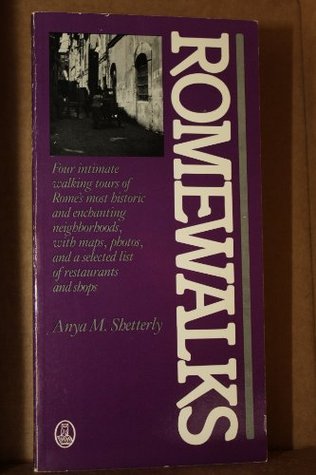 ROMEWALKS
Four intimate
walking tours of
Rome's most historic
and enchanting
neighborhoods,
with maps, photos,
and a selected list
of restaurants
and shops
Anya M. Shetterly